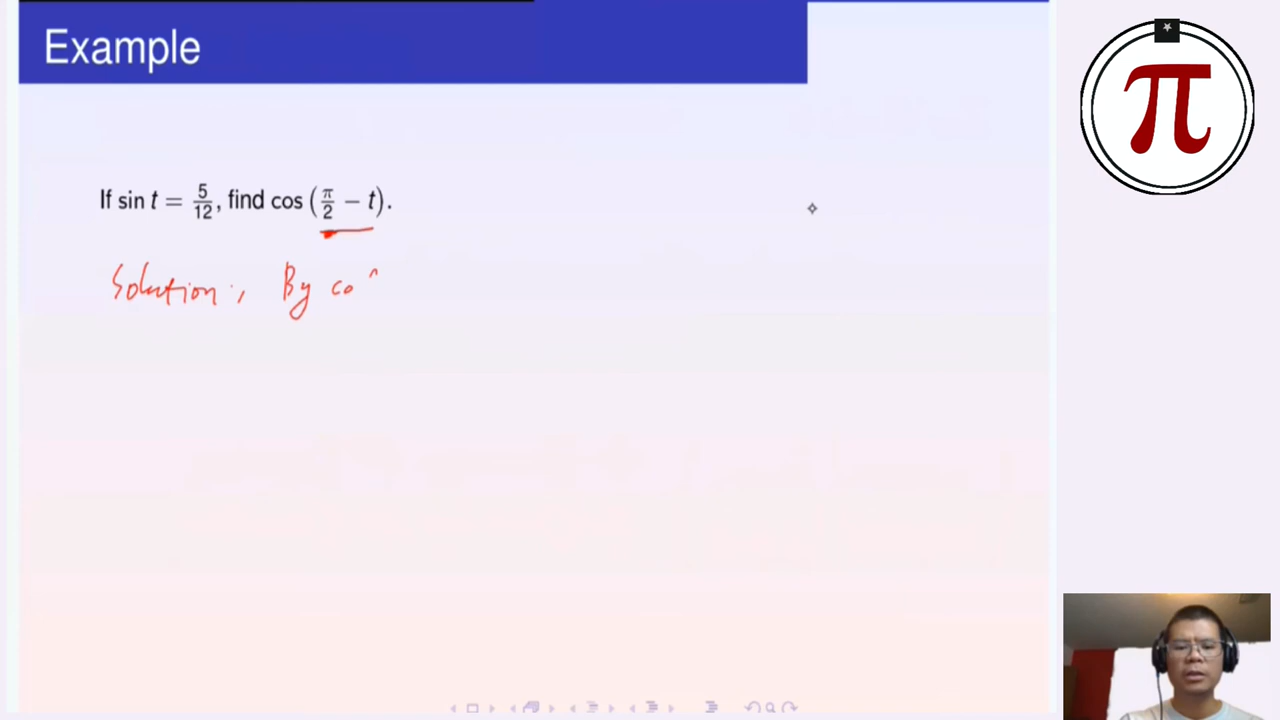 Example
If sin t = 5/12, find cos (π/2 − t).
Solution: By co
π